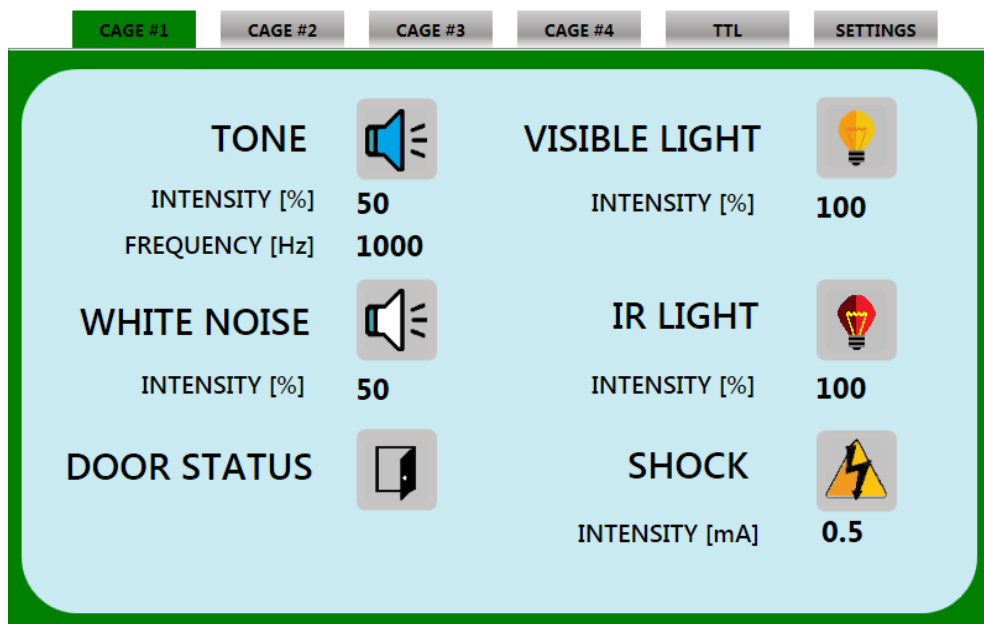 CAGE #1 CAGE #2 CAGE #3 CAGE #4 TTL SETTINGS
TONE
INTENSITY [%] 50
FREQUENCY [Hz] 1000
VISIBLE LIGHT
INTENSITY [%] 100
WHITE NOISE
INTENSITY [%] 50
IR LIGHT
INTENSITY [%] 100
DOOR STATUS
SHOCK
INTENSITY [mA] 0.5